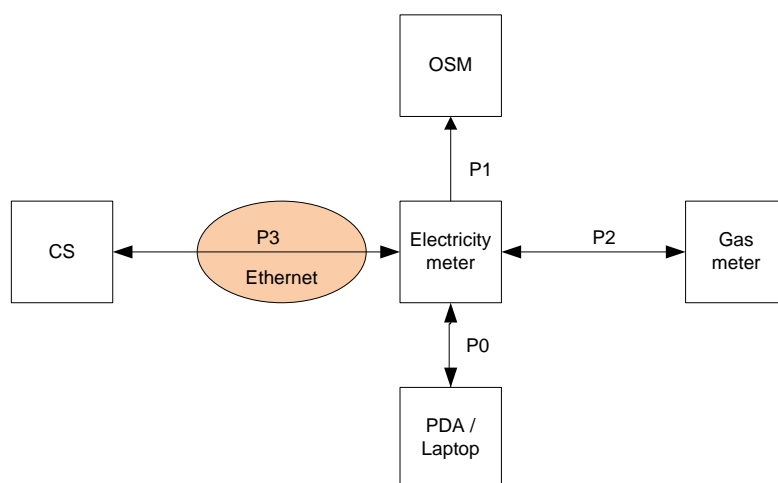 OSM
P1
CS
P3
Ethernet
Electricity
meter
P2
Gas
meter
P0
PDA /
Laptop